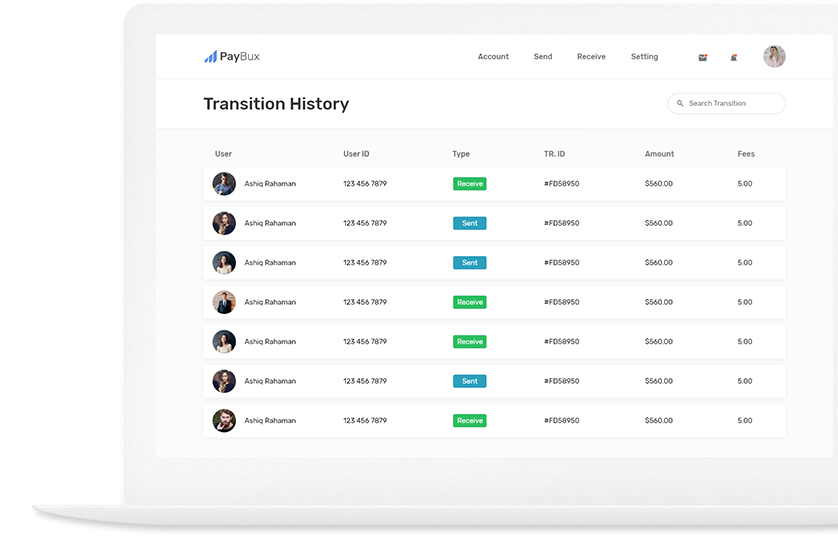 PayBux
Account Send Receive Setting
Transition History
Search Transition
User User ID Type TR. ID Amount Fees
Ashiq Rahaman 123 456 7879 Receive #FD58950 $560.00 5.00
Ashiq Rahaman 123 456 7879 Sent #FD58950 $560.00 5.00
Ashiq Rahaman 123 456 7879 Sent #FD58950 $560.00 5.00
Ashiq Rahaman 123 456 7879 Receive #FD58950 $560.00 5.00
Ashiq Rahaman 123 456 7879 Receive #FD58950 $560.00 5.00
Ashiq Rahaman 123 456 7879 Sent #FD58950 $560.00 5.00
Ashiq Rahaman 123 456 7879 Receive #FD58950 $560.00 5.00